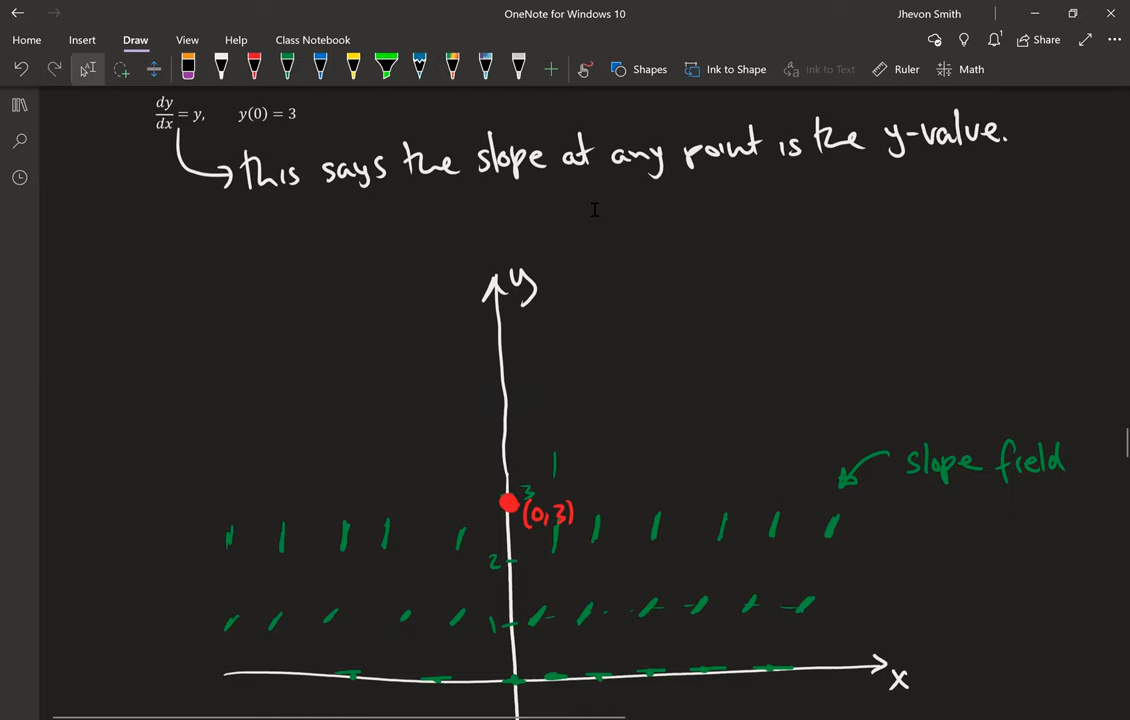 OneNote for Windows 10
Jhevon Smith
Home Insert Draw View Help Class Notebook
1 Share
Shapes Ink to Shape Ink to Text Ruler Math
dy/dx = y, y(0) = 3
this says the slope at any point is the y-value.
y
slope field
3
(0,3)
2
1
x